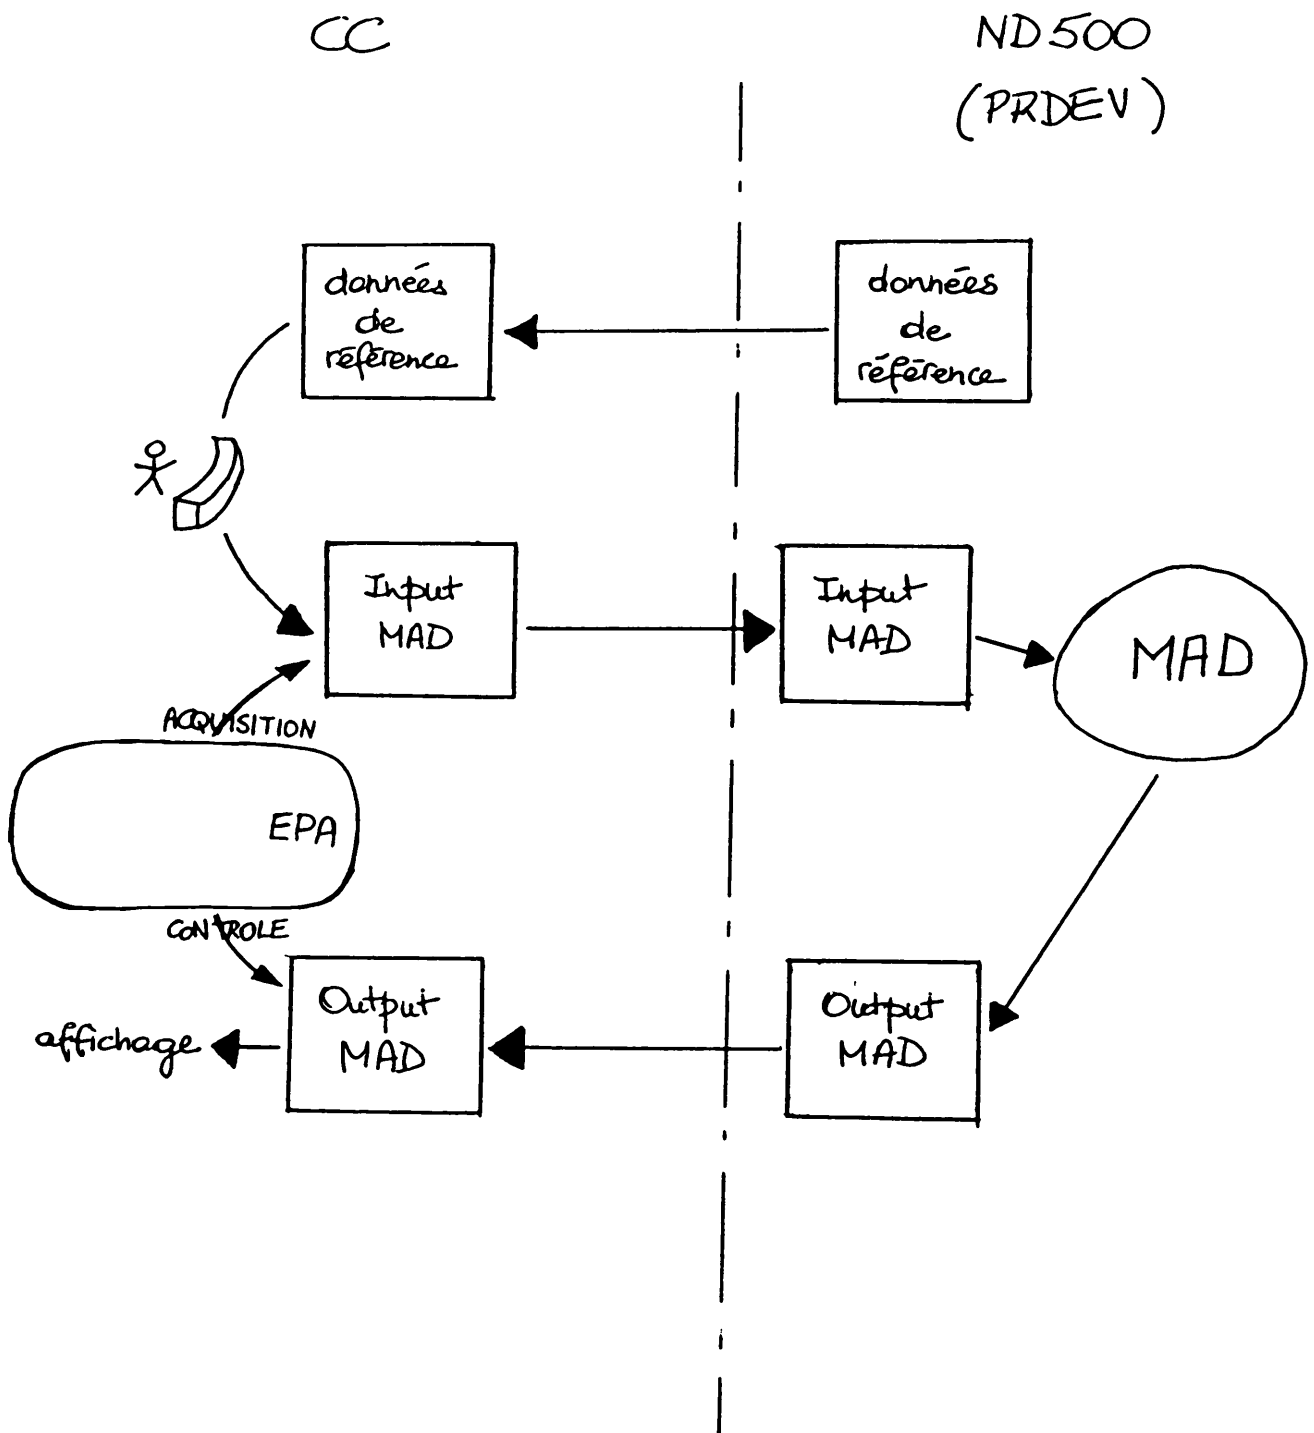 CC
ND500
(PRDEV)
données
de
référence
données
de
référence
Input
MAD
Input
MAD
MAD
ACQUISITION
EPA
CONTROLE
Output
MAD
Output
MAD
affichage